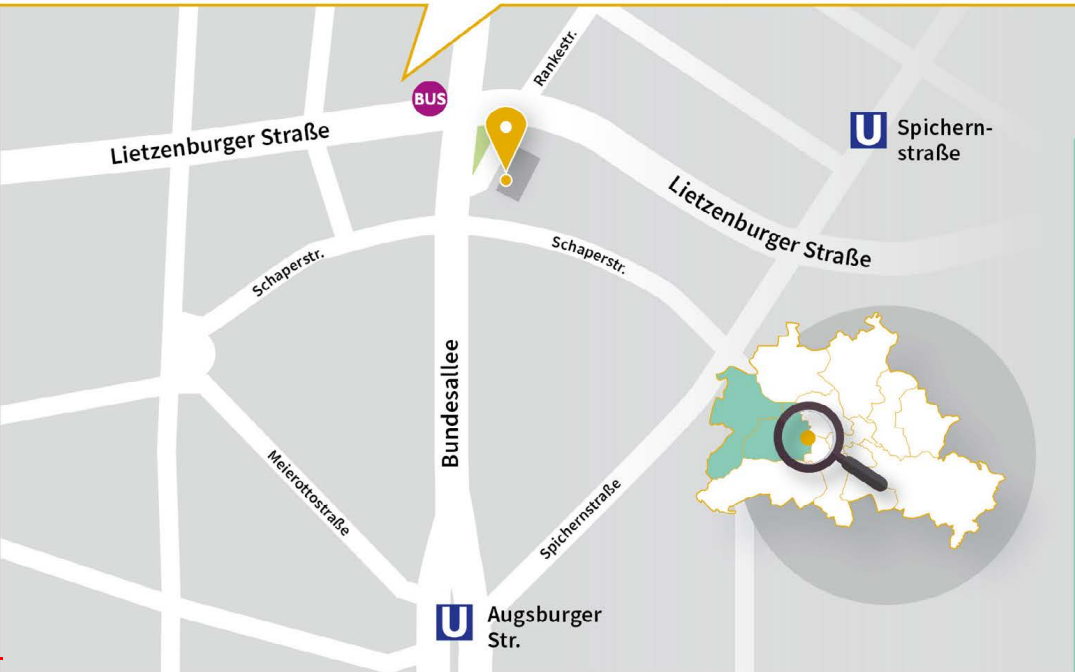 Rankestr.
BUS
Lietzenburger Straße
U
Spichern-
straße
Lietzenburger Straße
Schaperstr.
Schaperstr.
Bundesallee
Meierottostraße
Spichernstraße
U
Augsburger
Str.